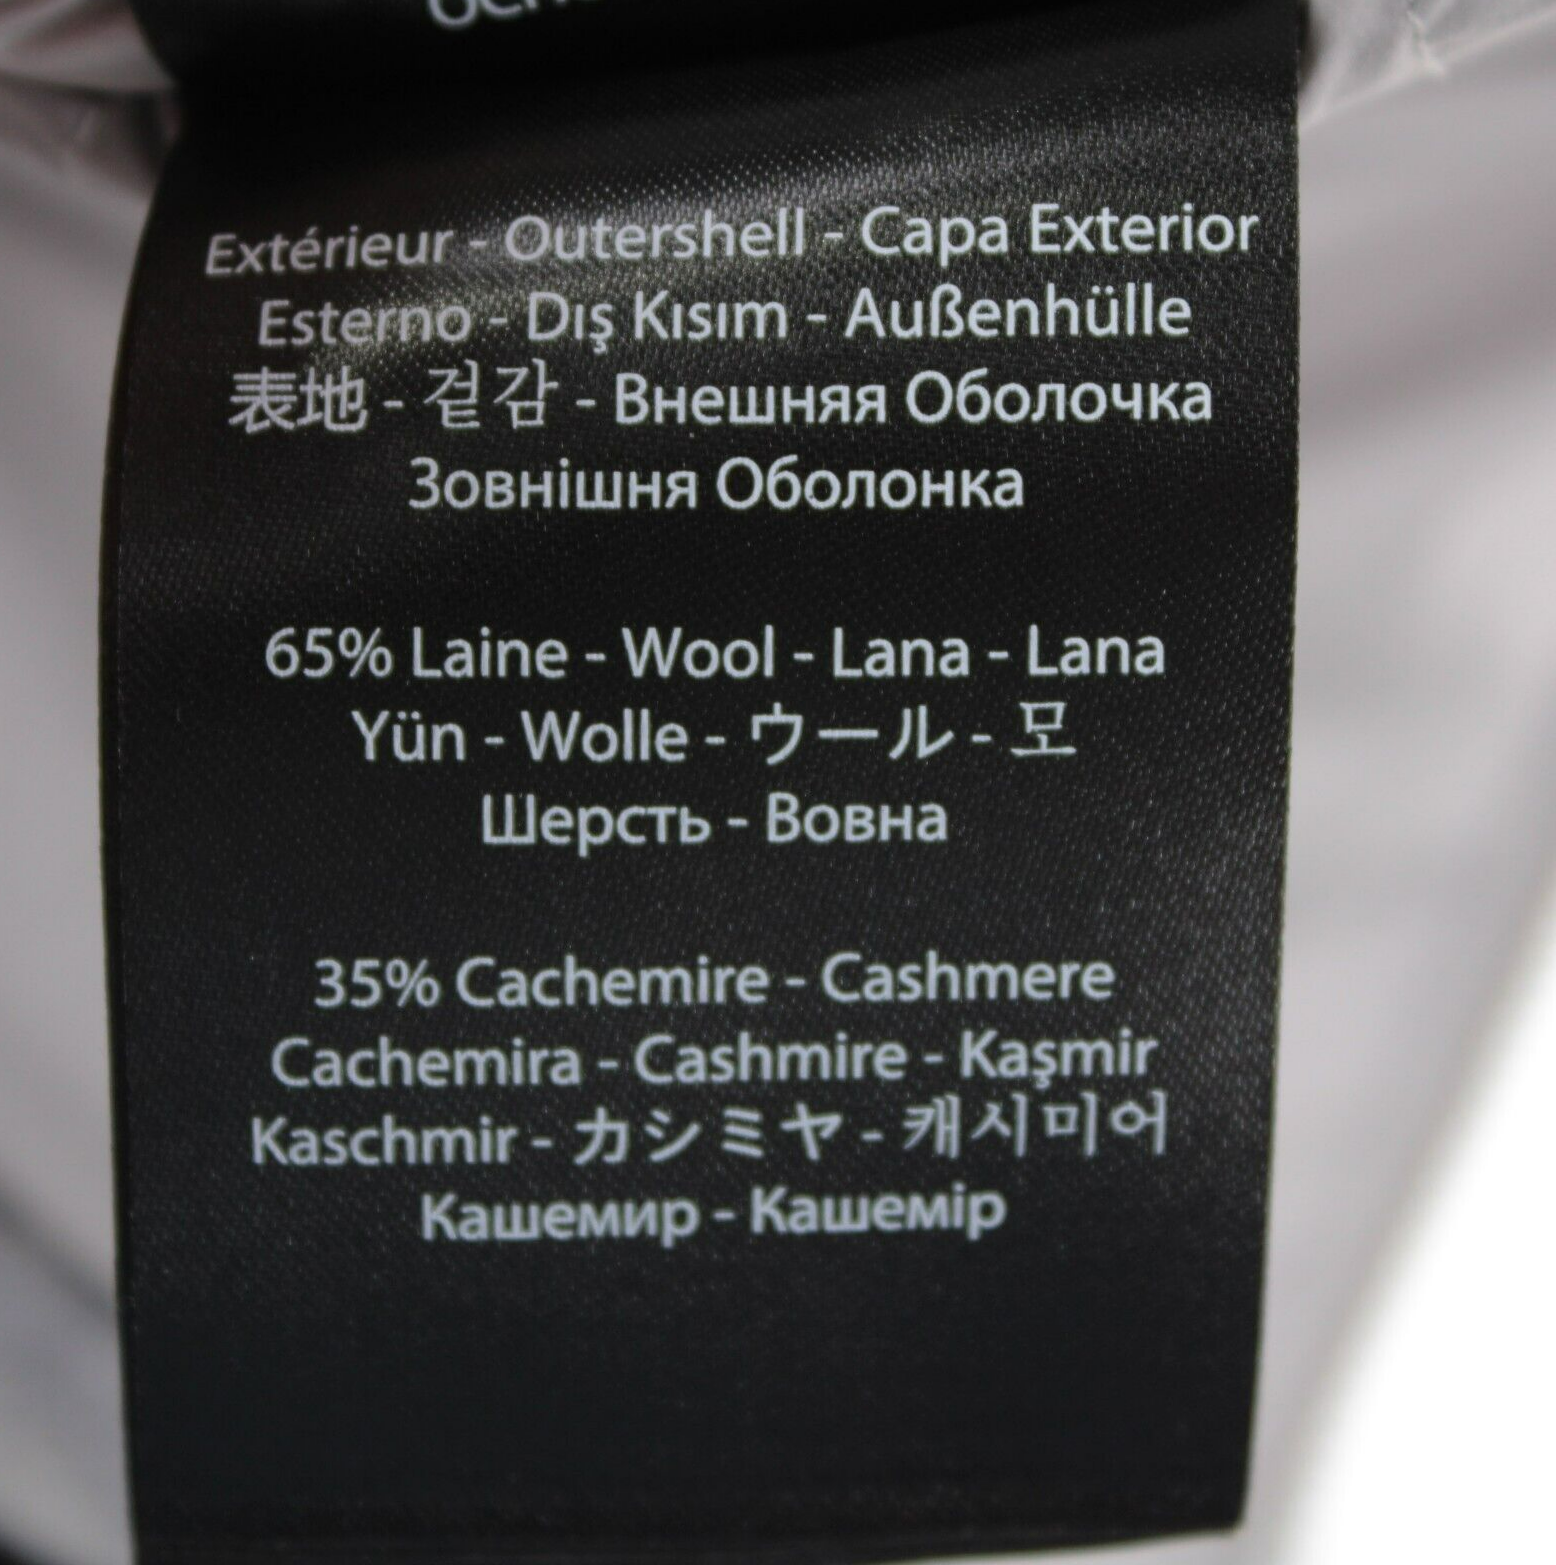 Extérieur - Outershell - Capa Exterior
Esterno - Dış Kısım - Außenhülle
表地 - 겉감 - Внешняя Оболочка
Зовнішня Оболонка
65% Laine - Wool - Lana - Lana
Yün - Wolle - ウール - 모
Шерсть - Вовна
35% Cachemire - Cashmere
Cachemira - Cashmire - Kaşmir
Kaschmir - カシミヤ - 캐시미어
Кашемир - Кашемір